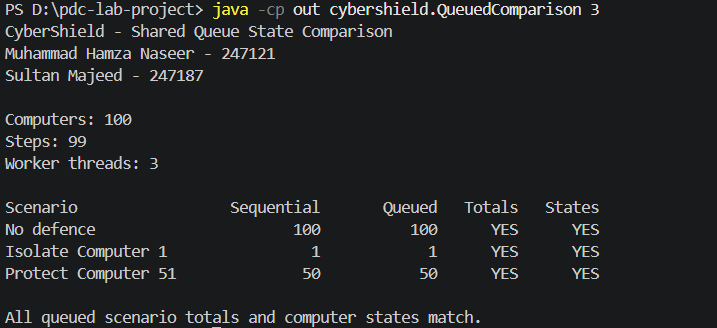 PS D:\pdc-lab-project> java -cp out cybershield.QueuedComparison 3
CyberShield - Shared Queue State Comparison
Muhammad Hamza Naseer - 247121
Sultan Majeed - 247187
Computers: 100
Steps: 99
Worker threads: 3
Scenario Sequential Queued Totals States
No defence 100 100 YES YES
Isolate Computer 1 1 1 YES YES
Protect Computer 51 50 50 YES YES
All queued scenario totals and computer states match.